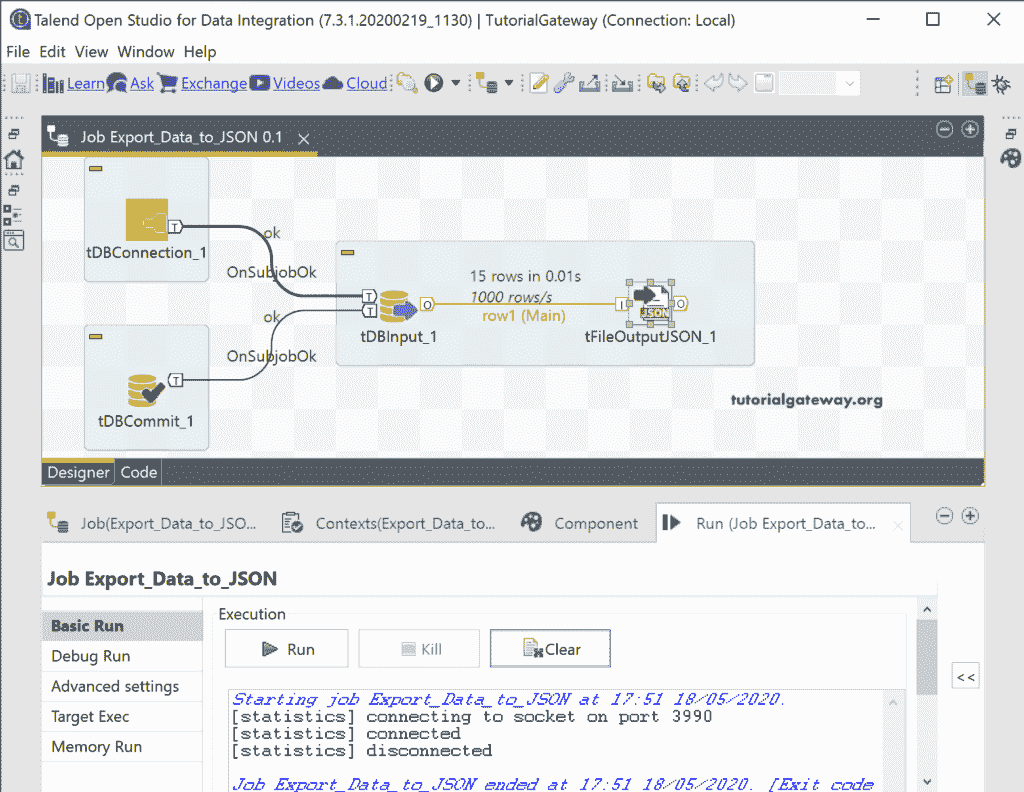 Talend Open Studio for Data Integration (7.3.1.20200219_1130) | TutorialGateway (Connection: Local)
File Edit View Window Help
Learn Ask Exchange Videos Cloud
Job Export_Data_to_JSON 0.1
T
ok
tDBConnection_1
OnSubjobOk
15 rows in 0.01s
1000 rows/s
row1 (Main)
T
T
O
I
JSON
O
ok
tDBInput_1
tFileOutputJSON_1
OnSubjobOk
T
tDBCommit_1
tutorialgateway.org
Designer Code
Job(Export_Data_to_JSO... Contexts(Export_Data_to... Component Run (Job Export_Data_to...
Job Export_Data_to_JSON
Basic Run
Debug Run
Advanced settings
Target Exec
Memory Run
Execution
Run Kill Clear
<<
Starting job Export_Data_to_JSON at 17:51 18/05/2020.
[statistics] connecting to socket on port 3990
[statistics] connected
[statistics] disconnected
Job Export_Data_to_JSON ended at 17:51 18/05/2020. [Exit code